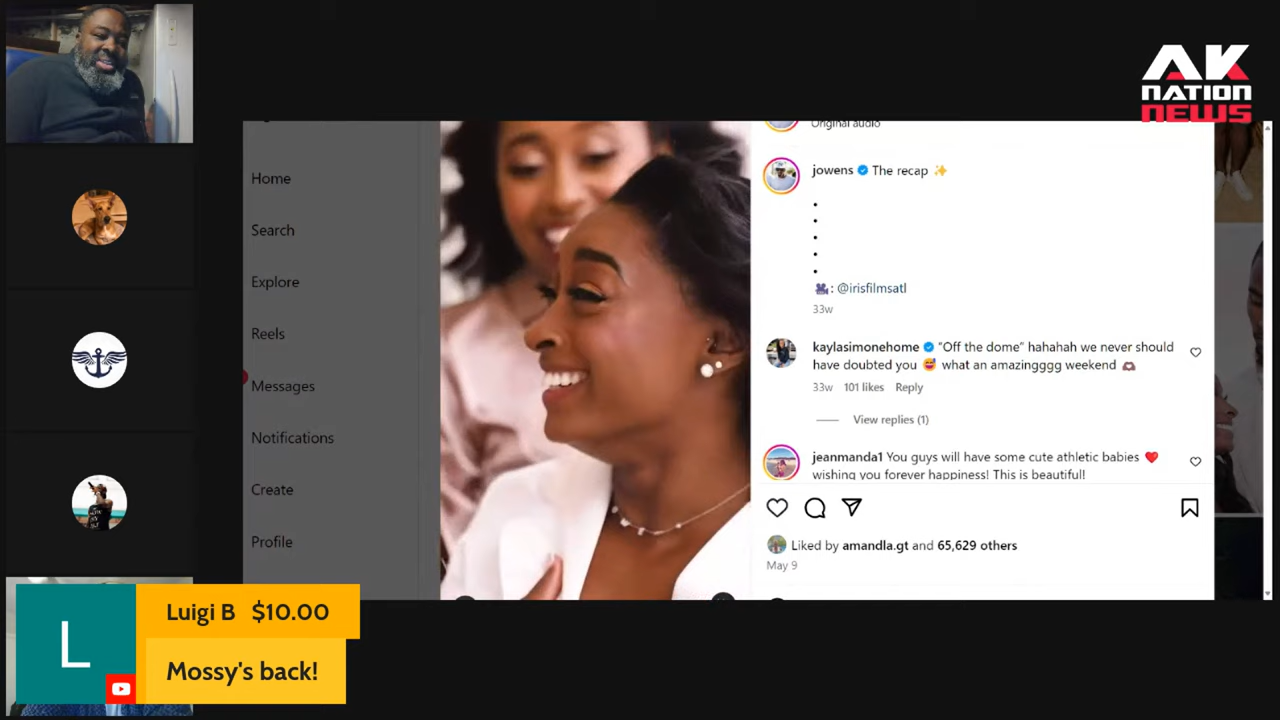 AK
NATION
NEWS
Original audio
jowens The recap ✨
•
•
•
•
•
🎥: @irisfilmsatl
33w
Home
Search
Explore
Reels
Messages
Notifications
Create
Profile
kaylasimonehome "Off the dome" hahahah we never should
have doubted you 😅 what an amazinggg weekend 🫶🏾
33w 101 likes Reply
View replies (1)
jeanmanda1 You guys will have some cute athletic babies ❤️
wishing you forever happiness! This is beautiful!
Liked by amandla.gt and 65,629 others
May 9
L
Luigi B $10.00
Mossy's back!